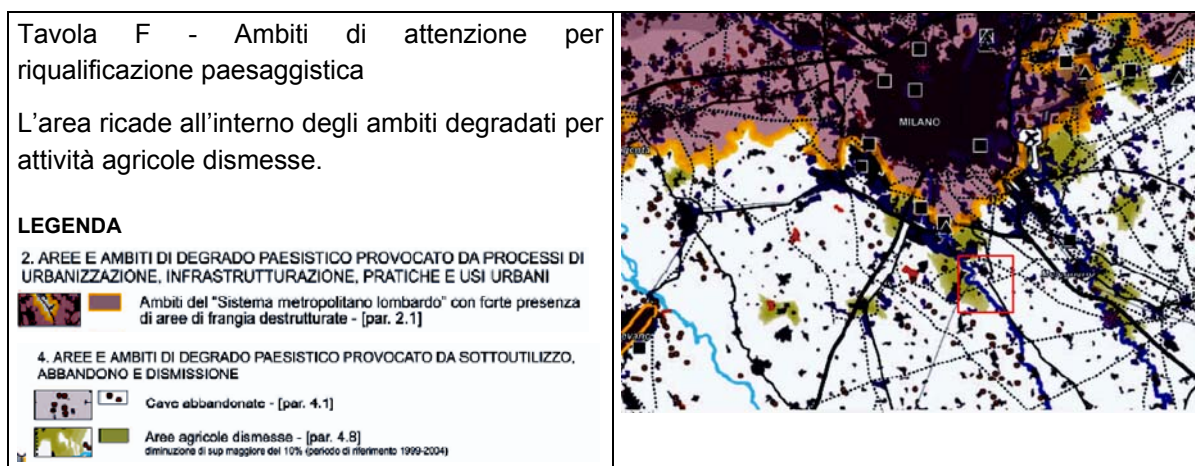 Tavola F - Ambiti di attenzione per
riqualificazione paesaggistica
L'area ricade all'interno degli ambiti degradati per
attività agricole dismesse.
LEGENDA
2. AREE E AMBITI DI DEGRADO PAESISTICO PROVOCATO DA PROCESSI DI
URBANIZZAZIONE, INFRASTRUTTURAZIONE, PRATICHE E USI URBANI
Ambiti del "Sistema metropolitano lombardo" con forte presenza
di aree di frangia destrutturate - [par. 2.1]
4. AREE E AMBITI DI DEGRADO PAESISTICO PROVOCATO DA SOTTOUTILIZZO,
ABBANDONO E DISMISSIONE
Cave abbandonate - [par. 4.1]
Aree agricole dismesse - [par. 4.8]
diminuzione di sup maggiore del 10% (periodo di riferimento 1999-2004)
MILANO